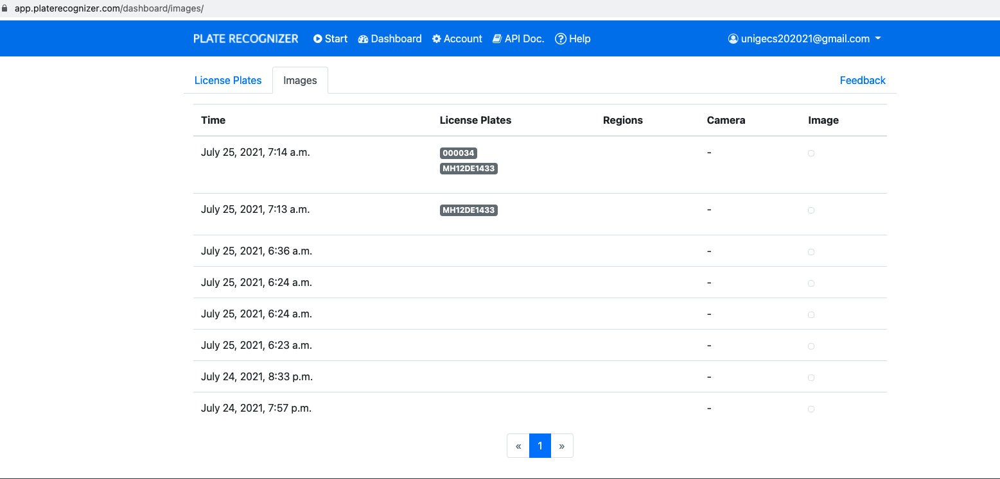 app.platerecognizer.com/dashboard/images/
PLATE RECOGNIZER Start Dashboard Account API Doc. Help unigecs202021@gmail.com
License Plates Images Feedback
Time License Plates Regions Camera Image
July 25, 2021, 7:14 a.m. 000034 -
MH12DE1433
July 25, 2021, 7:13 a.m. MH12DE1433 -
July 25, 2021, 6:36 a.m. -
July 25, 2021, 6:24 a.m. -
July 25, 2021, 6:24 a.m. -
July 25, 2021, 6:23 a.m. -
July 24, 2021, 8:33 p.m. -
July 24, 2021, 7:57 p.m. -
« 1 »